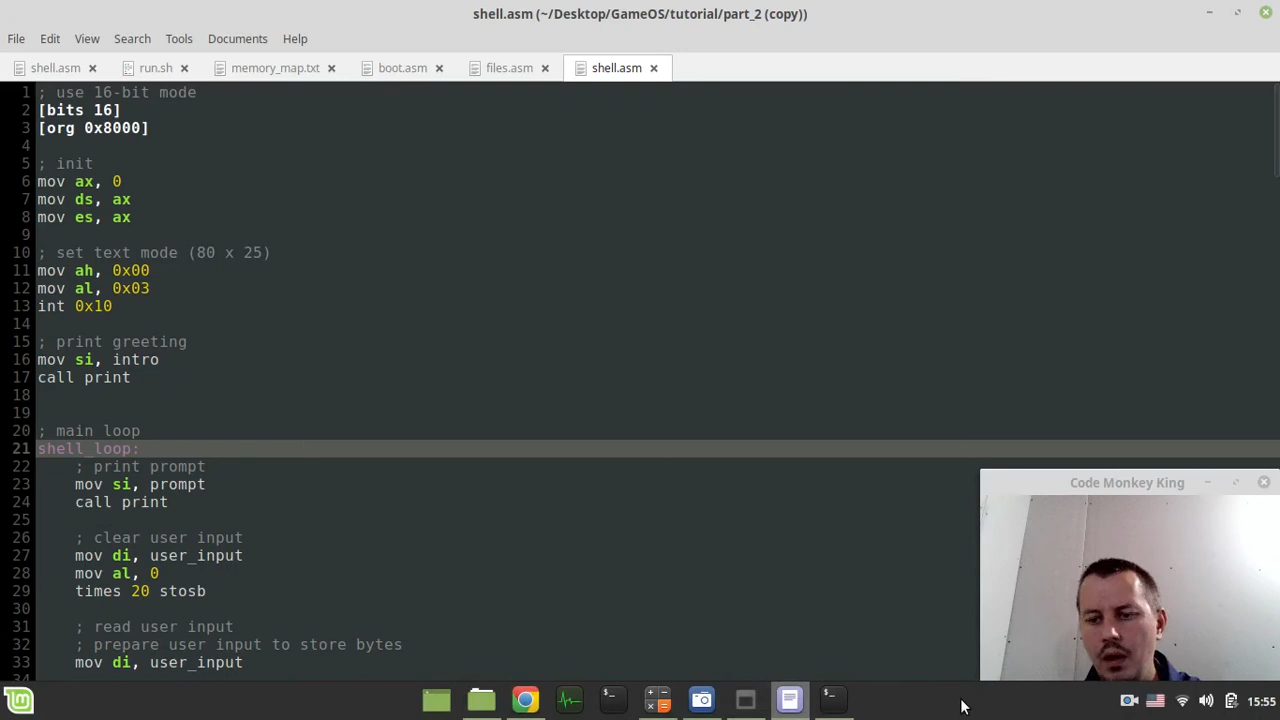 shell.asm (~/Desktop/GameOS/tutorial/part_2 (copy))
File Edit View Search Tools Documents Help
shell.asm run.sh memory_map.txt boot.asm files.asm shell.asm
1 ; use 16-bit mode
2 [bits 16]
3 [org 0x8000]
4
5 ; init
6 mov ax, 0
7 mov ds, ax
8 mov es, ax
9
10 ; set text mode (80 x 25)
11 mov ah, 0x00
12 mov al, 0x03
13 int 0x10
14
15 ; print greeting
16 mov si, intro
17 call print
18
19
20 ; main loop
21 shell_loop:
22 ; print prompt
23 mov si, prompt
24 call print
25
26 ; clear user input
27 mov di, user_input
28 mov al, 0
29 times 20 stosb
30
31 ; read user input
32 ; prepare user input to store bytes
33 mov di, user_input
34
Code Monkey King
15:55